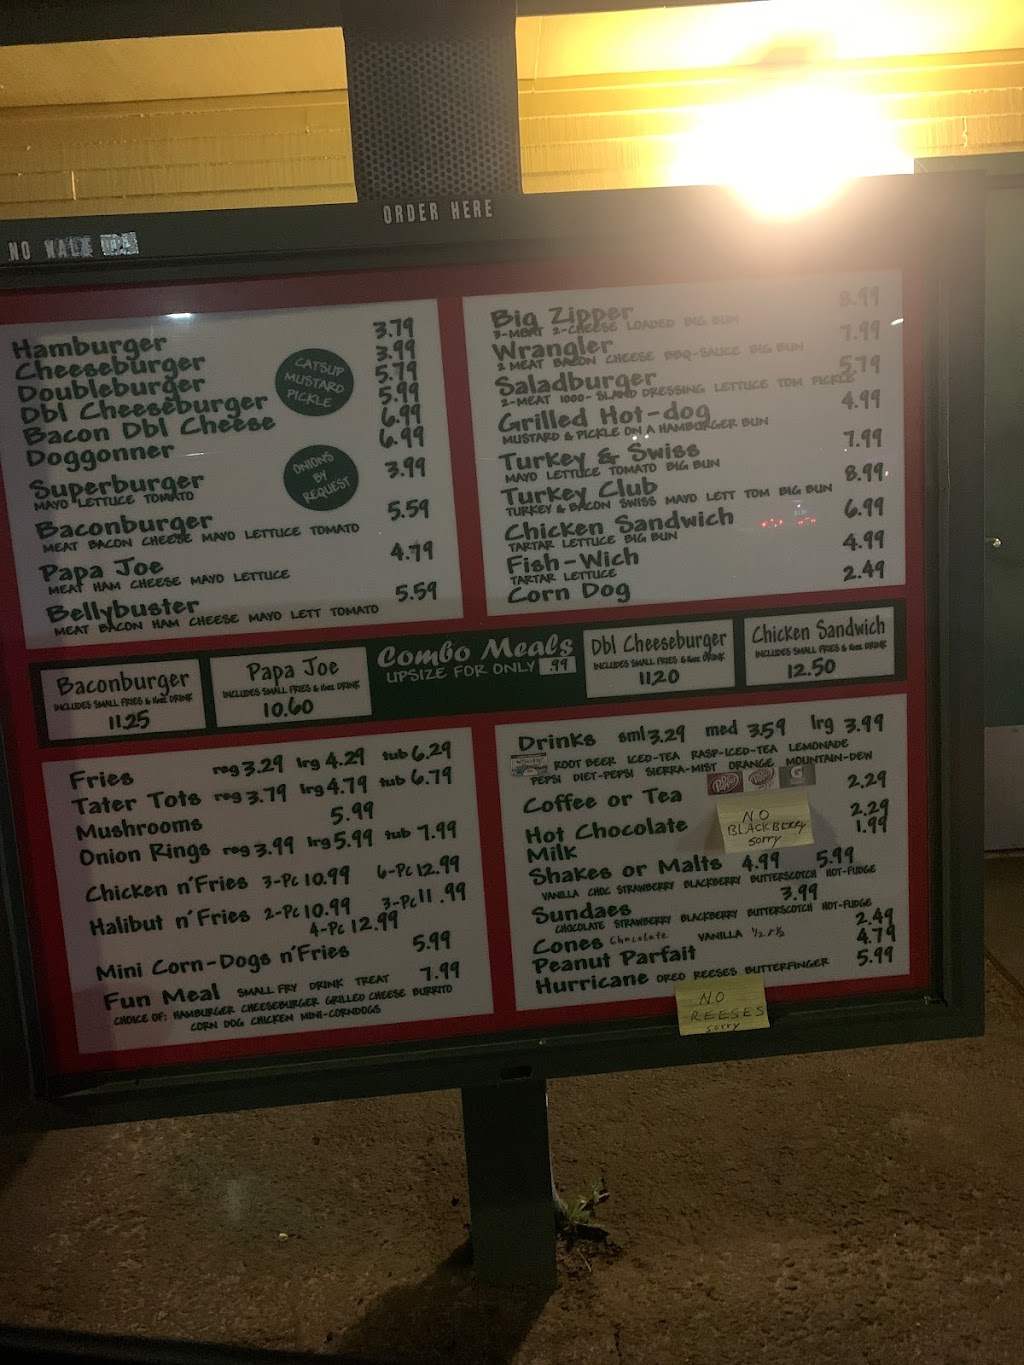 ORDER HERE
NO WALK UPS
Hamburger 3.79
Cheeseburger 3.99
Doubleburger 5.79
Dbl Cheeseburger 5.99
Bacon Dbl Cheese 6.99
Doggonner 6.99
CATSUP
MUSTARD
PICKLE
Superburger 3.99
MAYO LETTUCE TOMATO
ONIONS
BY
REQUEST
Baconburger 5.59
MEAT BACON CHEESE MAYO LETTUCE TOMATO
Papa Joe 4.79
MEAT HAM CHEESE MAYO LETTUCE
Bellybuster 5.59
MEAT BACON HAM CHEESE MAYO LETT TOMATO
Big Zipper 8.99
3-MEAT 2-CHEESE LOADED BIG BUN
Wrangler 7.99
2 MEAT BACON CHEESE BBQ-SAUCE BIG BUN
Saladburger 5.79
2-MEAT 1000-SLAND DRESSING LETTUCE TOM PICKLE
Grilled Hot-dog 4.99
MUSTARD & PICKLE ON A HAMBURGER BUN
Turkey & Swiss 7.99
MAYO LETTUCE TOMATO BIG BUN
Turkey Club 8.99
TURKEY & BACON SWISS MAYO LETT TOM BIG BUN
Chicken Sandwich 6.99
TARTAR LETTUCE BIG BUN
Fish-Wich 4.99
TARTAR LETTUCE
Corn Dog 2.49
Combo Meals
UPSIZE FOR ONLY .99
Baconburger
INCLUDES SMALL FRIES & 16oz DRINK
11.25
Papa Joe
INCLUDES SMALL FRIES & 16oz DRINK
10.60
Dbl Cheeseburger
INCLUDES SMALL FRIES & 16oz DRINK
11.20
Chicken Sandwich
INCLUDES SMALL FRIES & 16oz DRINK
12.50
Fries reg 3.29 lrg 4.29 tub 6.29
Tater Tots reg 3.79 lrg 4.79 tub 6.79
Mushrooms 5.99
Onion Rings reg 3.99 lrg 5.99 tub 7.99
Chicken n'Fries 3-Pc 10.99 6-Pc 12.99
Halibut n'Fries 2-Pc 10.99 3-Pc 11.99
4-Pc 12.99
Mini Corn-Dogs n'Fries 5.99
Fun Meal SMALL FRY DRINK TREAT 7.99
CHOICE OF: HAMBURGER CHEESEBURGER GRILLED CHEESE BURRITO
CORN DOG CHICKEN MINI-CORNDOGS
Drinks sml 3.29 med 3.59 lrg 3.99
ROOT BEER ICED-TEA RASP-ICED-TEA LEMONADE
PEPSI DIET-PEPSI SIERRA-MIST ORANGE MOUNTAIN-DEW
Coffee or Tea 2.29
Hot Chocolate 2.29
Milk 1.99
NO
BLACKBERRY
sorry
Shakes or Malts 4.99 5.99
VANILLA CHOC STRAWBERRY BLACKBERRY BUTTERSCOTCH HOT-FUDGE
Sundaes 3.99
CHOCOLATE STRAWBERRY BLACKBERRY BUTTERSCOTCH HOT-FUDGE
Cones Chocolate VANILLA ½ & ½ 2.49
Peanut Parfait 4.79
Hurricane OREO REESES BUTTERFINGER 5.99
NO
REESES
sorry